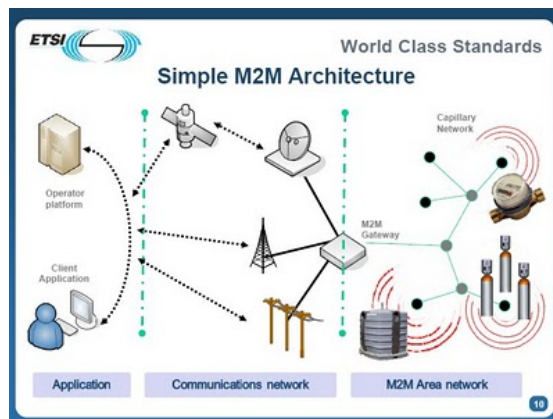 ETSI
World Class Standards
Simple M2M Architecture
Capillary
Network
Operator
platform
M2M
Gateway
Client
Application
Application
Communications network
M2M Area network
10